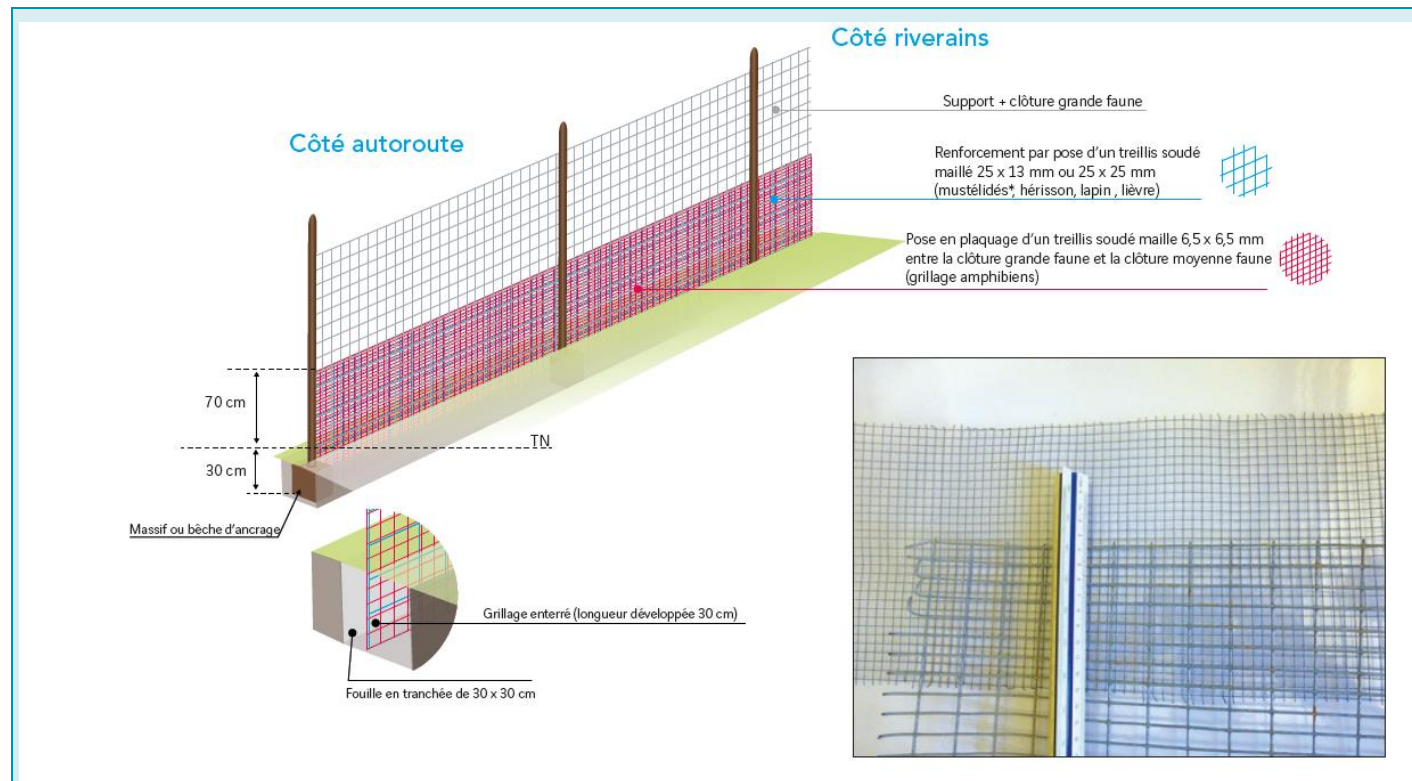 Côté riverains
Support + clôture grande faune
Côté autoroute
Renforcement par pose d'un treillis soudé
maillé 25 x 13 mm ou 25 x 25 mm
(mustélidés*, hérisson, lapin , lièvre)
Pose en plaquage d'un treillis soudé maille 6,5 x 6,5 mm
entre la clôture grande faune et la clôture moyenne faune
(grillage amphibiens)
70 cm
TN
30 cm
Massif ou bêche d'ancrage
Grillage enterré (longueur développée 30 cm)
Fouille en tranchée de 30 x 30 cm